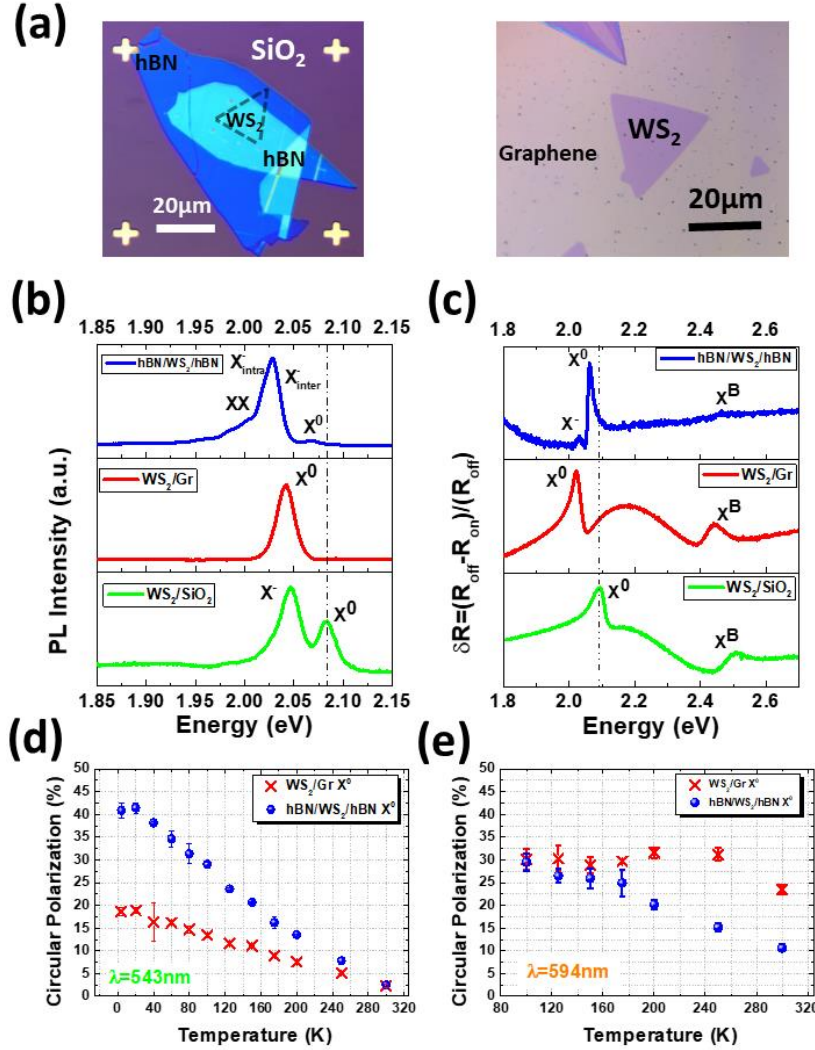 (a)
hBN
SiO₂
WS₂
hBN
20µm
Graphene
WS₂
20µm
(b)
1.85 1.90 1.95 2.00 2.05 2.10 2.15
hBN/WS₂/hBN
X⁻intra
X⁻inter
XX
X⁰
WS₂/Gr
X⁰
WS₂/SiO₂
X⁻
X⁰
PL Intensity (a.u.)
1.85 1.90 1.95 2.00 2.05 2.10 2.15
Energy (eV)
(c)
1.8 2.0 2.2 2.4 2.6
hBN/WS₂/hBN
X⁰
X⁻
Xᴮ
WS₂/Gr
X⁰
Xᴮ
WS₂/SiO₂
X⁰
Xᴮ
δR=(Roff-Ron)/(Roff)
1.8 2.0 2.2 2.4 2.6
Energy (eV)
(d)
50
45
40
35
30
25
20
15
10
5
0
Circular Polarization (%)
WS₂/Gr X⁰
hBN/WS₂/hBN X⁰
λ=543nm
0 40 80 120 160 200 240 280 320
Temperature (K)
(e)
50
45
40
35
30
25
20
15
10
5
0
Circular Polarization (%)
WS₂/Gr X⁰
hBN/WS₂/hBN X⁰
λ=594nm
80 120 160 200 240 280 320
Temperature (K)